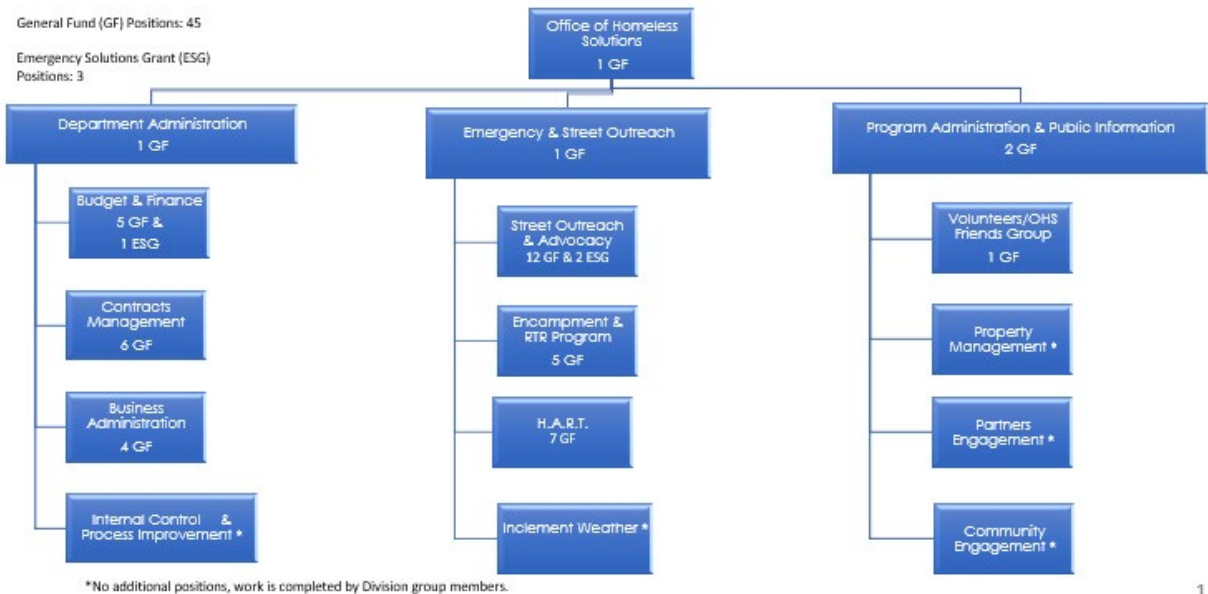 General Fund (GF) Positions: 45
Emergency Solutions Grant (ESG)
Positions: 3
Office of Homeless
Solutions
1 GF
Department Administration
1 GF
Budget & Finance
5 GF &
1 ESG
Contracts
Management
6 GF
Business
Administration
4 GF
Internal Control &
Process Improvement *
Emergency & Street Outreach
1 GF
Street Outreach
& Advocacy
12 GF & 2 ESG
Encampment &
RTR Program
5 GF
H.A.R.T.
7 GF
Inclement Weather *
Program Administration & Public Information
2 GF
Volunteers/OHS
Friends Group
1 GF
Property
Management *
Partners
Engagement *
Community
Engagement *
*No additional positions, work is completed by Division group members.
1